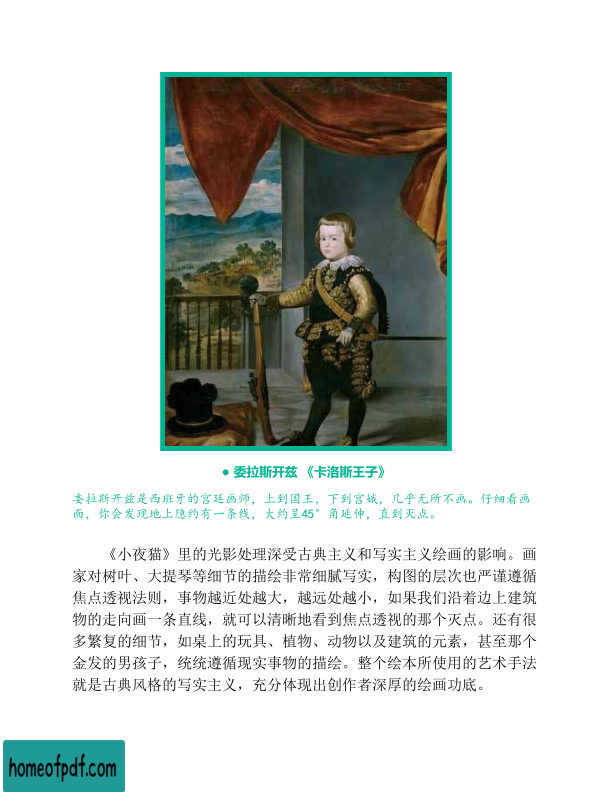 ● 委拉斯开兹 《卡洛斯王子》
委拉斯开兹是西班牙的宫廷画师，上到国王，下到宫娥，几乎无所不画。仔细看画
面，你会发现地上隐约有一条线，大约呈45°角延伸，直到灭点。
《小夜猫》里的光影处理深受古典主义和写实主义绘画的影响。画
家对树叶、大提琴等细节的描绘非常细腻写实，构图的层次也严谨遵循
焦点透视法则，事物越近处越大，越远处越小，如果我们沿着边上建筑
物的走向画一条直线，就可以清晰地看到焦点透视的那个灭点。还有很
多繁复的细节，如桌上的玩具、植物、动物以及建筑的元素，甚至那个
金发的男孩子，统统遵循现实事物的描绘。整个绘本所使用的艺术手法
就是古典风格的写实主义，充分体现出创作者深厚的绘画功底。
homeofpdf.com